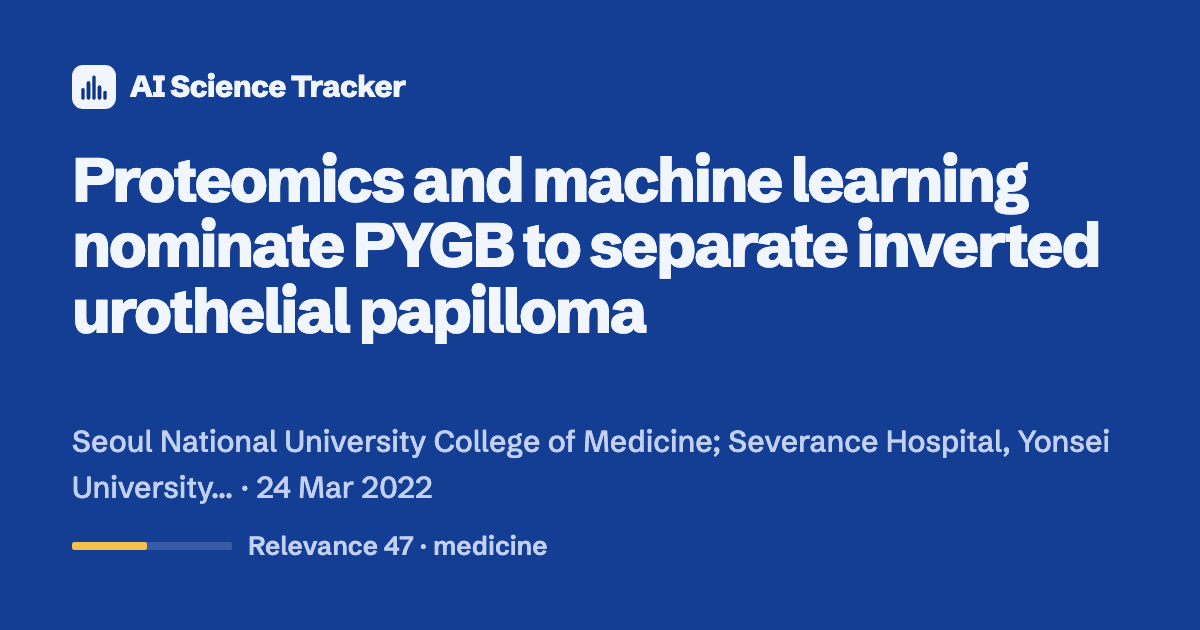 AI Science Tracker
Proteomics and machine learning
nominate PYGB to separate inverted
urothelial papilloma
Seoul National University College of Medicine; Severance Hospital, Yonsei
University... · 24 Mar 2022
Relevance 47 · medicine